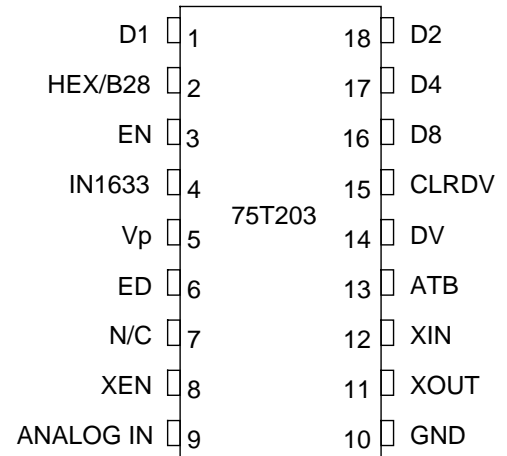 D1 1 18 D2
HEX/B28 2 17 D4
EN 3 16 D8
IN1633 4 15 CLRDV
75T203
Vp 5 14 DV
ED 6 13 ATB
N/C 7 12 XIN
XEN 8 11 XOUT
ANALOG IN 9 10 GND